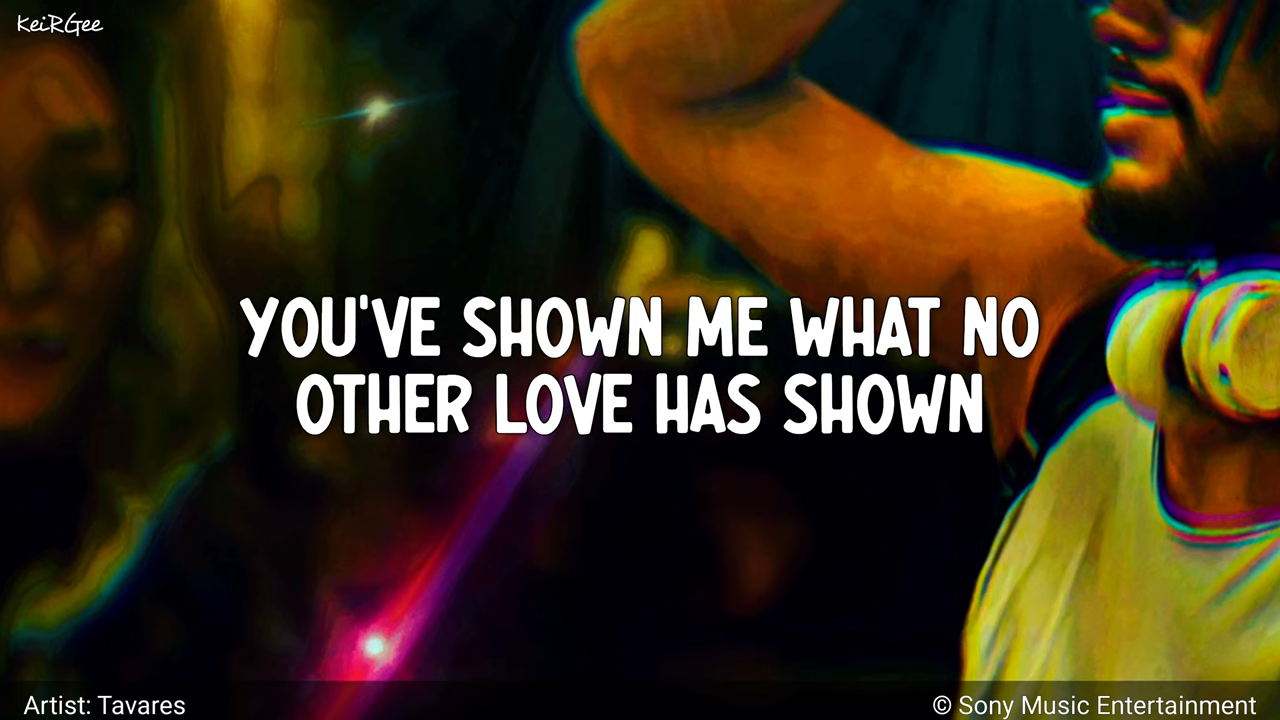 KeiRGee
YOU'VE SHOWN ME WHAT NO
OTHER LOVE HAS SHOWN
Artist: Tavares
© Sony Music Entertainment